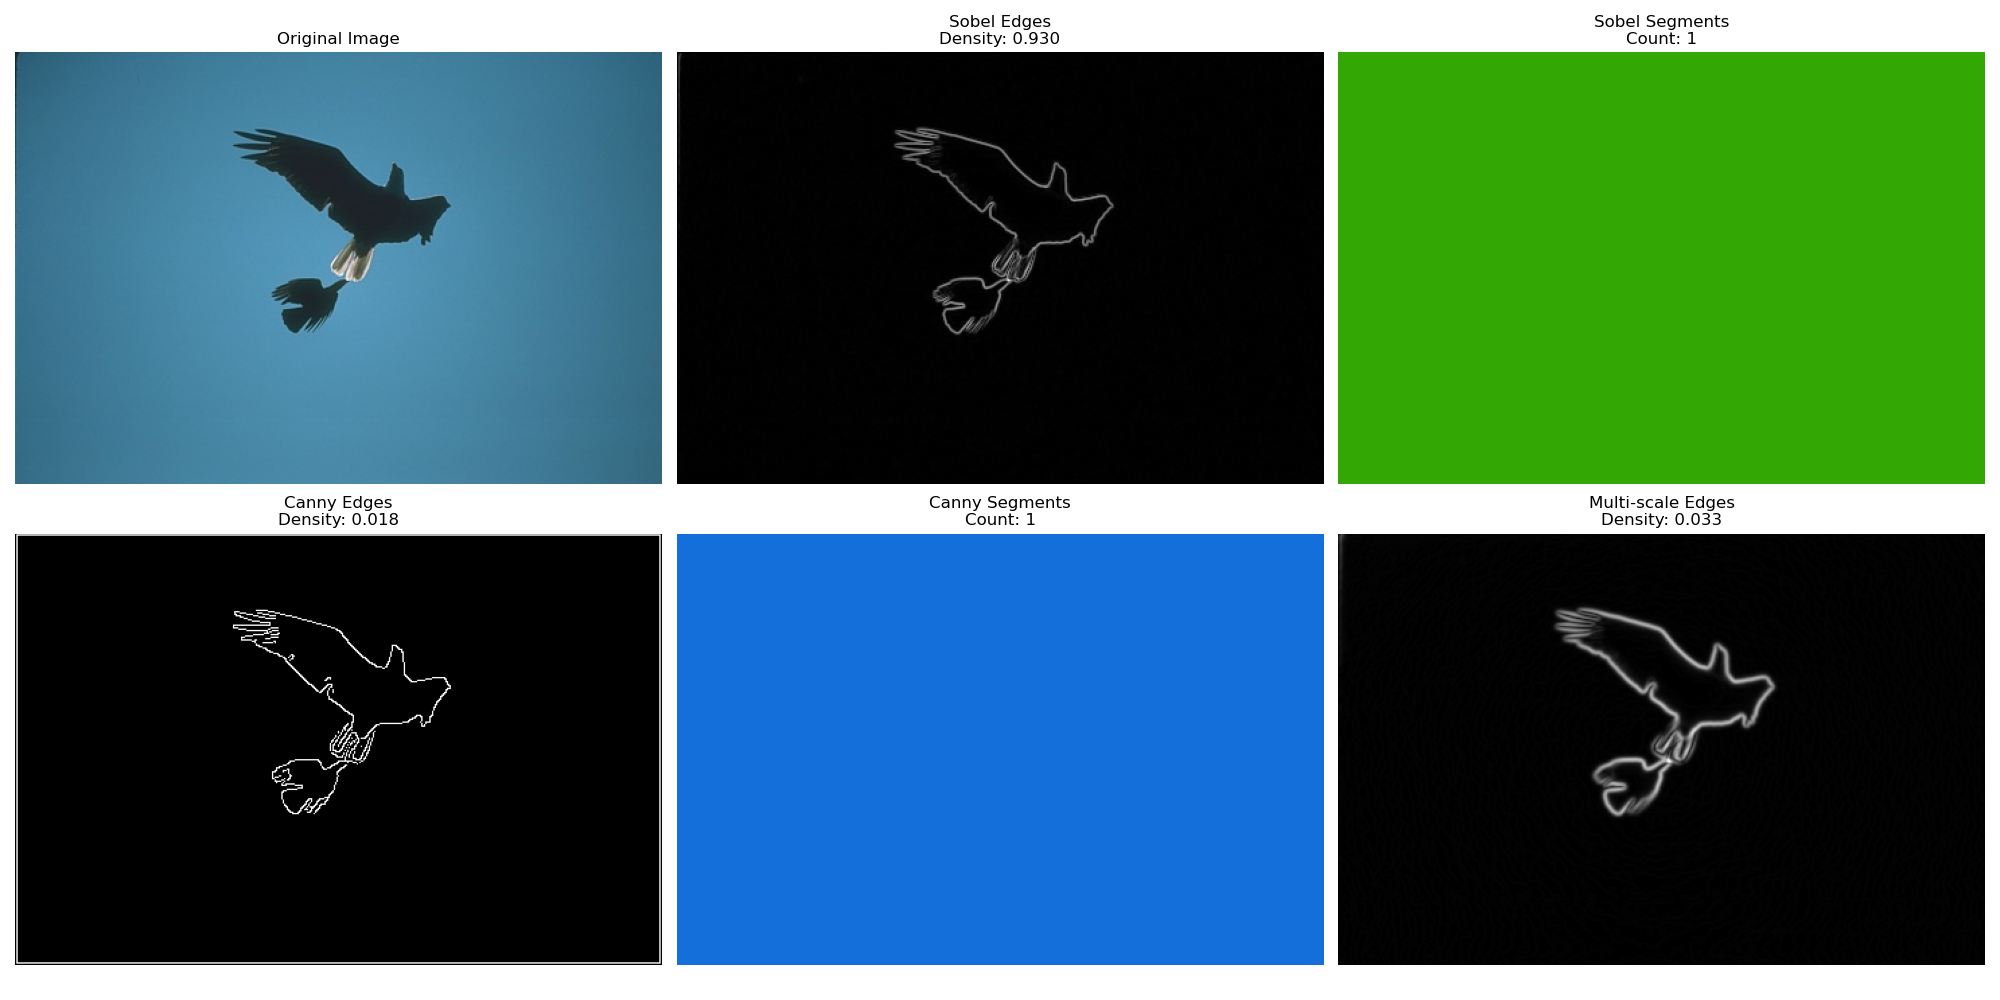 Original Image
Sobel Edges
Density: 0.930
Sobel Segments
Count: 1
Canny Edges
Density: 0.018
Canny Segments
Count: 1
Multi-scale Edges
Density: 0.033